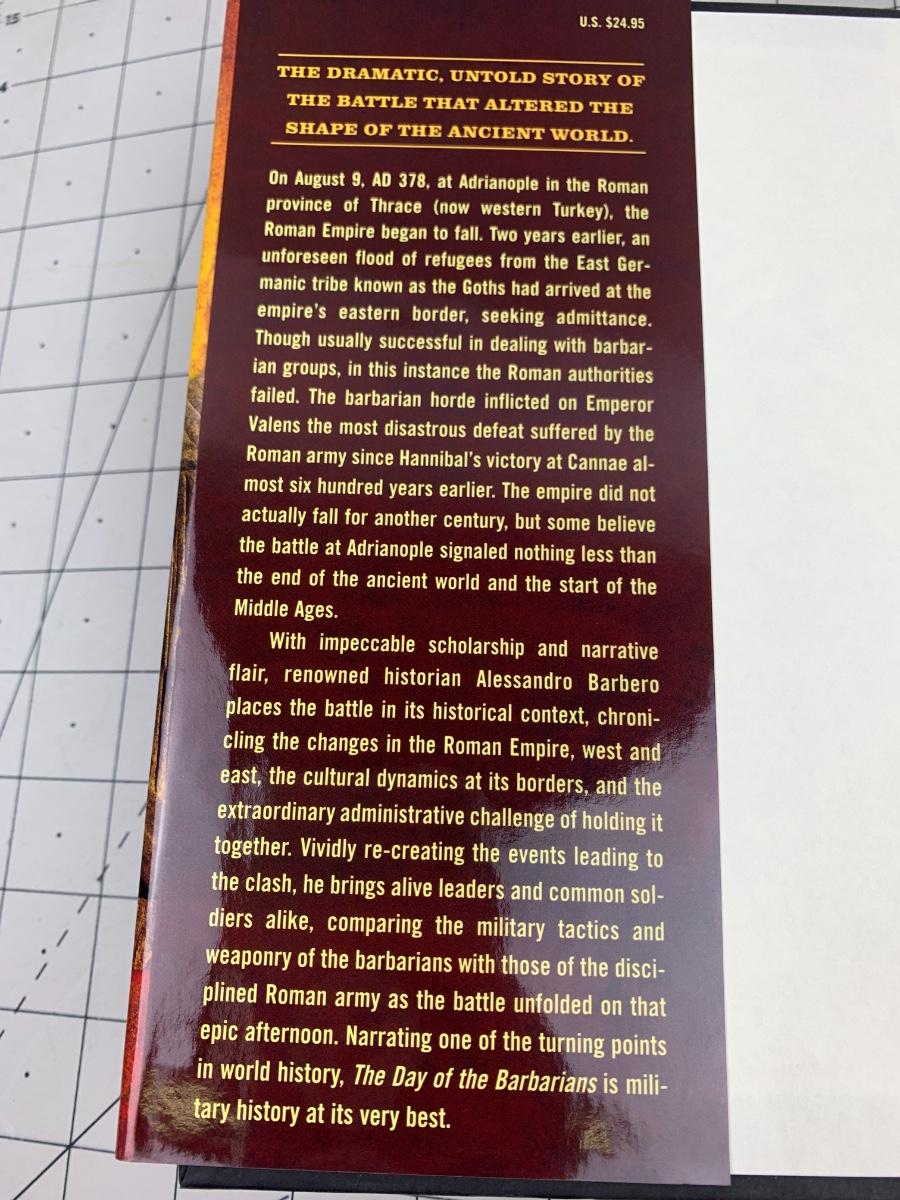 15
U.S. $24.95
THE DRAMATIC, UNTOLD STORY OF
THE BATTLE THAT ALTERED THE
SHAPE OF THE ANCIENT WORLD.
On August 9, AD 378, at Adrianople in the Roman
province of Thrace (now western Turkey), the
Roman Empire began to fall. Two years earlier, an
unforeseen flood of refugees from the East Ger-
manic tribe known as the Goths had arrived at the
empire's eastern border, seeking admittance.
Though usually successful in dealing with barbar-
ian groups, in this instance the Roman authorities
failed. The barbarian horde inflicted on Emperor
Valens the most disastrous defeat suffered by the
Roman army since Hannibal's victory at Cannae al-
most six hundred years earlier. The empire did not
actually fall for another century, but some believe
the battle at Adrianople signaled nothing less than
the end of the ancient world and the start of the
Middle Ages.
With impeccable scholarship and narrative
flair, renowned historian Alessandro Barbero
places the battle in its historical context, chroni-
cling the changes in the Roman Empire, west and
east, the cultural dynamics at its borders, and the
extraordinary administrative challenge of holding it
together. Vividly re-creating the events leading to
the clash, he brings alive leaders and common sol-
diers alike, comparing the military tactics and
weaponry of the barbarians with those of the disci-
plined Roman army as the battle unfolded on that
epic afternoon. Narrating one of the turning points
in world history, The Day of the Barbarians is mili-
tary history at its very best.